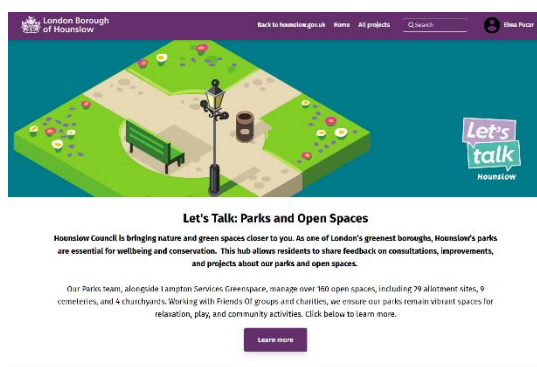 London Borough
of Hounslow
Back to hounslow.gov.uk Home All projects Search Elma Pucar
Let's
talk
Hounslow
Let's Talk: Parks and Open Spaces
Hounslow Council is bringing nature and green spaces closer to you. As one of London's greenest boroughs, Hounslow's parks
are essential for wellbeing and conservation. This hub allows residents to share feedback on consultations, improvements,
and projects about our parks and open spaces.
Our Parks team, alongside Lampton Services Greenspace, manage over 160 open spaces, including 29 allotment sites, 9
cemeteries, and 4 churchyards. Working with Friends Of groups and charities, we ensure our parks remain vibrant spaces for
relaxation, play, and community activities. Click below to learn more.
Learn more